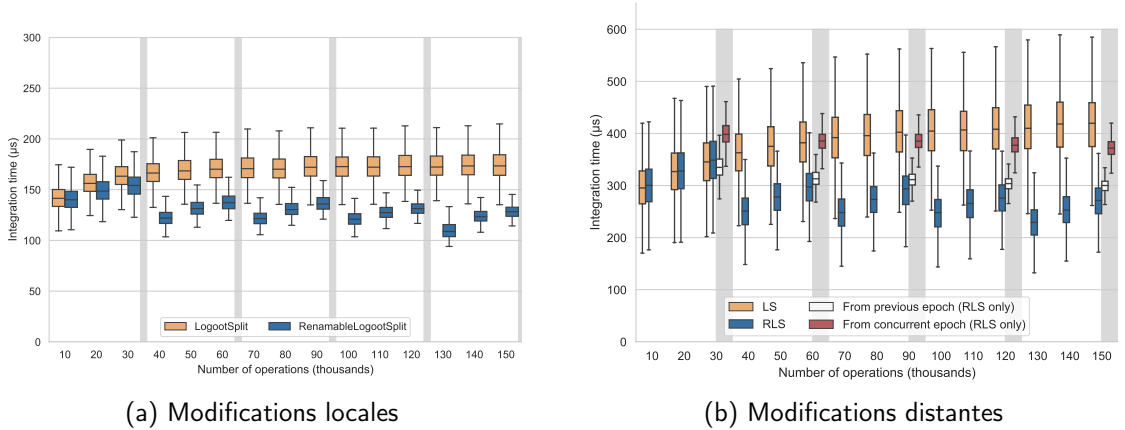 300
250
200
150
100
50
0
Integration time (µs)
10 20 30 40 50 60 70 80 90 100 110 120 130 140 150
Number of operations (thousands)
LogootSplit RenamableLogootSplit
(a) Modifications locales
600
500
400
300
200
100
0
Integration time (µs)
10 20 30 40 50 60 70 80 90 100 110 120 130 140 150
Number of operations (thousands)
LS From previous epoch (RLS only)
RLS From concurrent epoch (RLS only)
(b) Modifications distantes